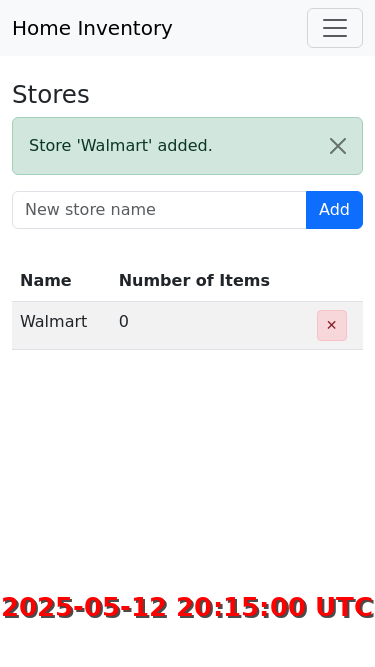 Home Inventory
Stores
Store 'Walmart' added.
New store name Add
Name Number of Items
Walmart 0 ×
2025-05-12 20:15:00 UTC